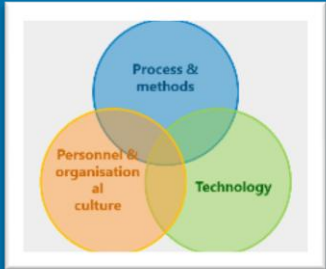 Process &
methods
Personnel &
organisation
al
culture
Technology